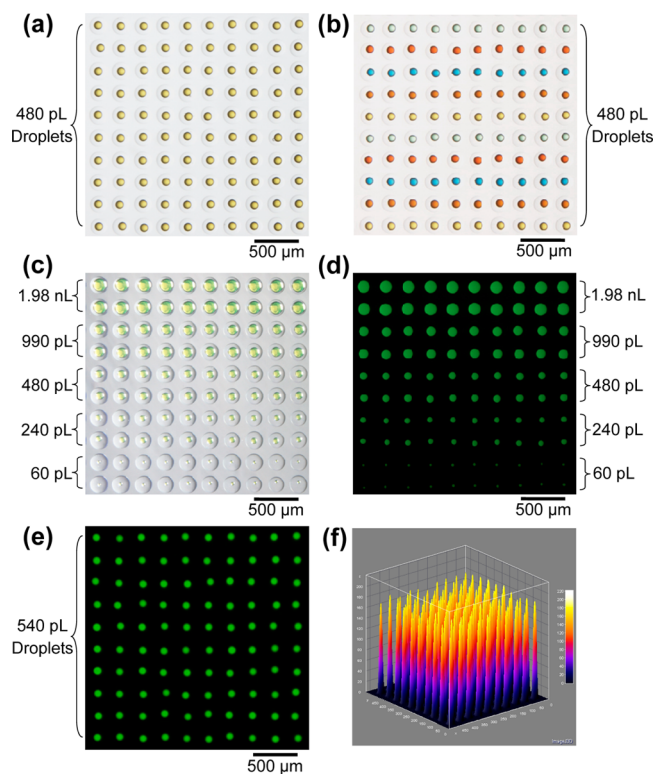 (a)
480 pL
Droplets
500 µm
(b)
480 pL
Droplets
500 µm
(c)
1.98 nL
990 pL
480 pL
240 pL
60 pL
500 µm
(d)
1.98 nL
990 pL
480 pL
240 pL
60 pL
500 µm
(e)
540 pL
Droplets
500 µm
(f)